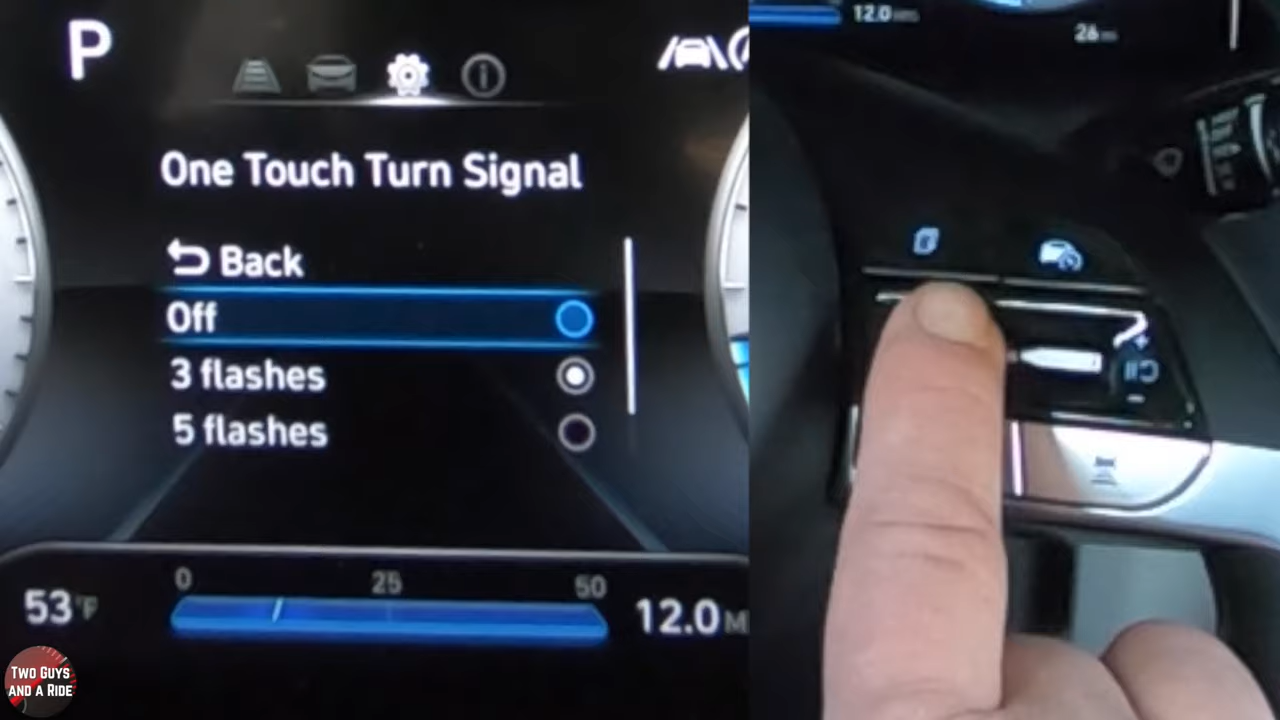 P
One Touch Turn Signal
Back
Off
3 flashes
5 flashes
0 25 50
53°F
12.0
TWO GUYS
AND A RIDE
12.0
26